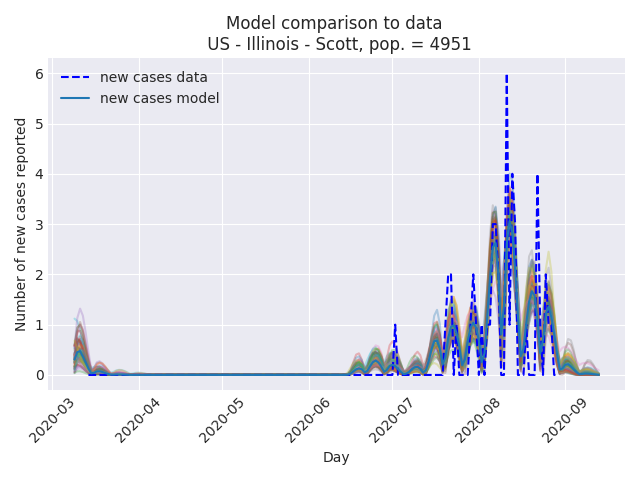 Model comparison to data
US - Illinois - Scott, pop. = 4951
new cases data
new cases model
Number of new cases reported
6
5
4
3
2
1
0
2020-03
2020-04
2020-05
2020-06
2020-07
2020-08
2020-09
Day